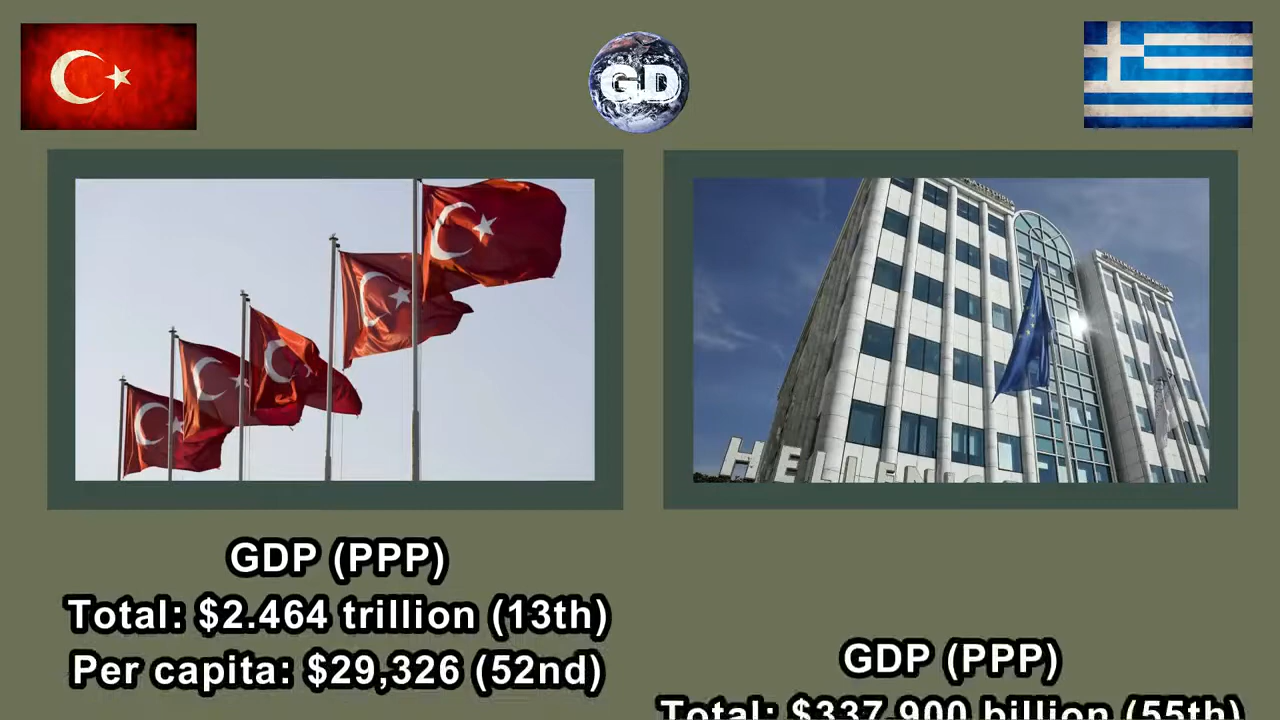 GD
HELLENIC
GDP (PPP)
Total: $2.464 trillion (13th)
Per capita: $29,326 (52nd)
GDP (PPP)
Total: $337,900 billion (55th)